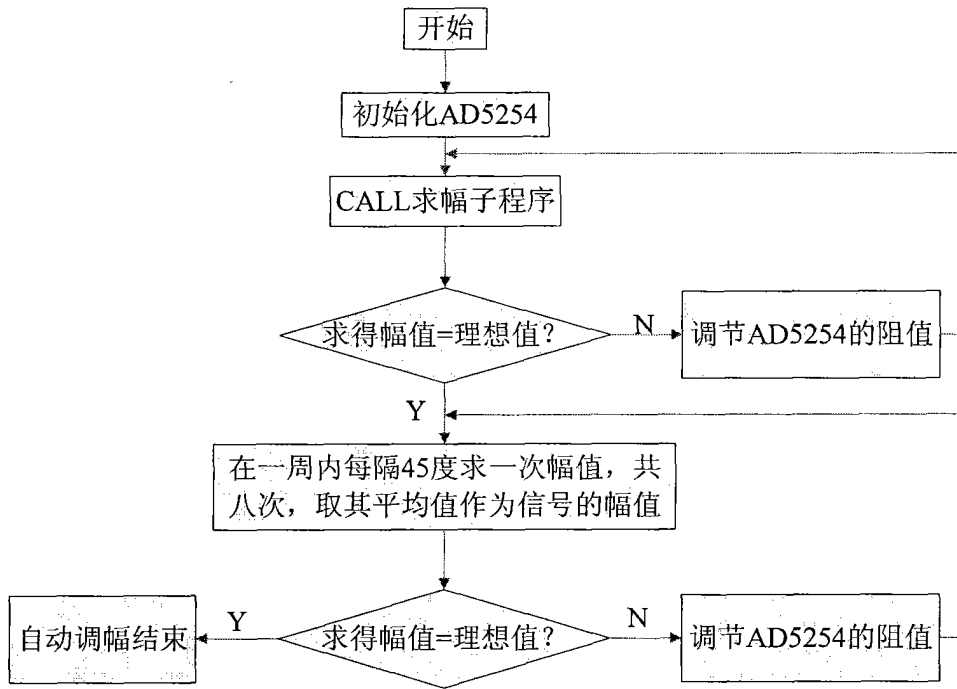 开始
初始化AD5254
CALL求幅子程序
求得幅值=理想值?
N
调节AD5254的阻值
Y
在一周内每隔45度求一次幅值，共
八次，取其平均值作为信号的幅值
自动调幅结束
Y
求得幅值=理想值?
N
调节AD5254的阻值